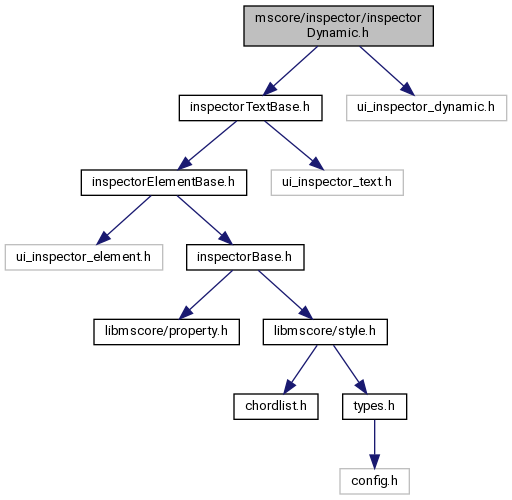 mscore/inspector/inspector
Dynamic.h
inspectorTextBase.h
ui_inspector_dynamic.h
inspectorElementBase.h
ui_inspector_text.h
ui_inspector_element.h
inspectorBase.h
libmscore/property.h
libmscore/style.h
chordlist.h
types.h
config.h